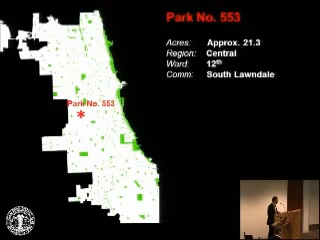 Park No. 553
Acres: Approx. 21.3
Region: Central
Ward: 12th
Comm: South Lawndale
Park No. 553
*